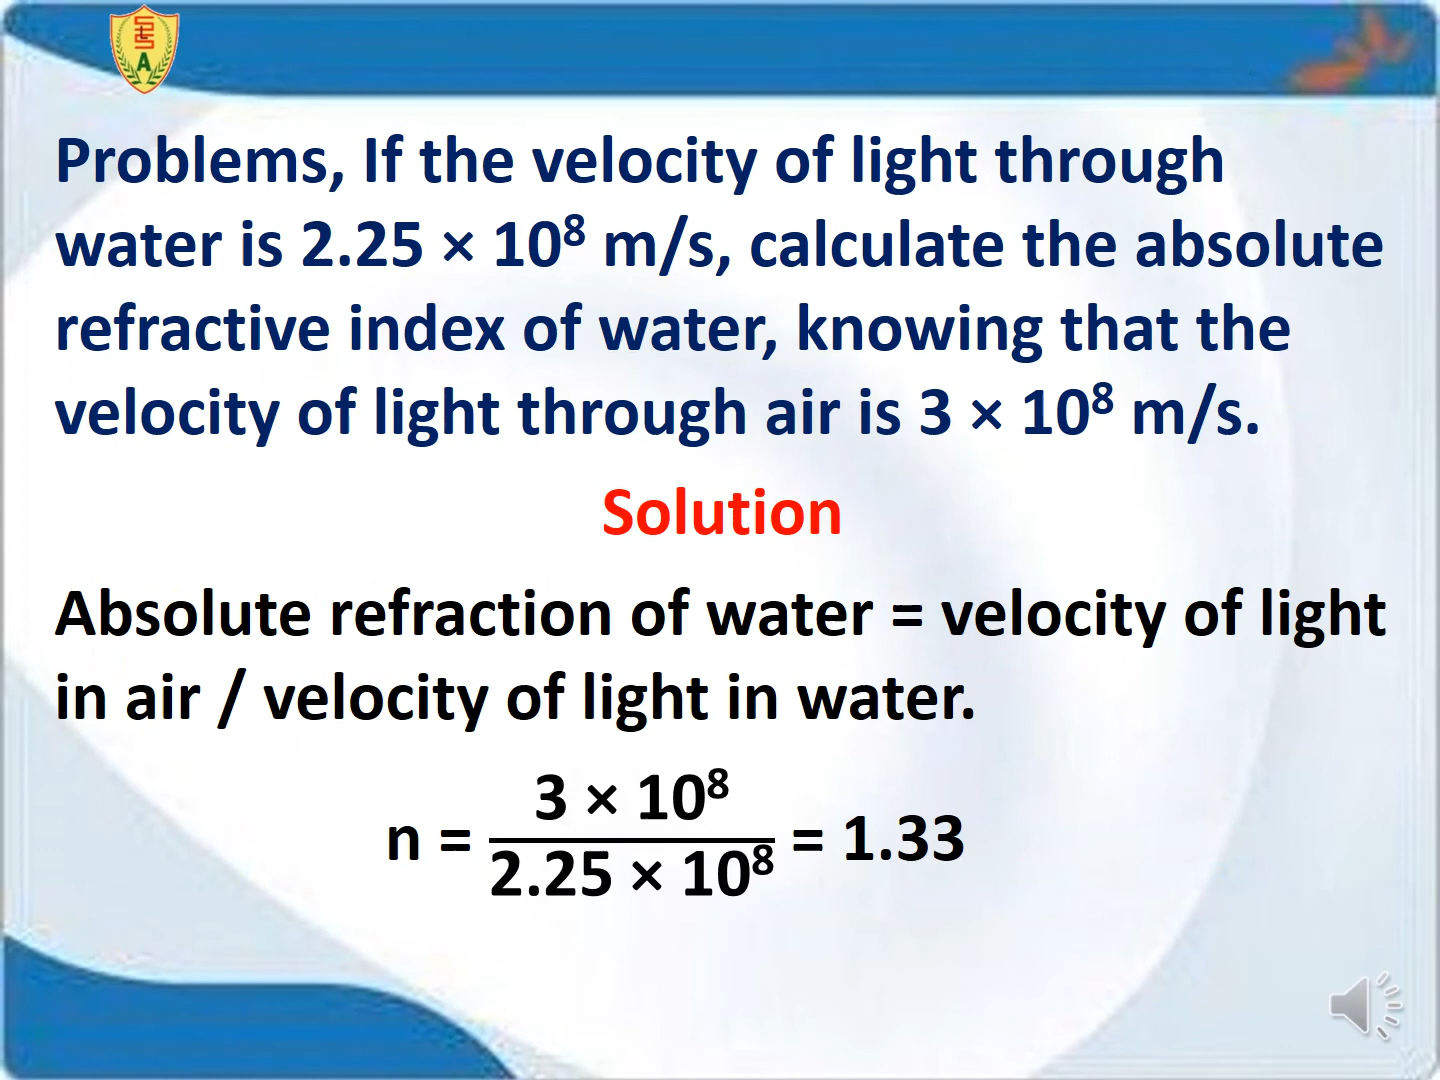 Problems, If the velocity of light through
water is 2.25 × 10⁸ m/s, calculate the absolute
refractive index of water, knowing that the
velocity of light through air is 3 × 10⁸ m/s.
Solution
Absolute refraction of water = velocity of light
in air / velocity of light in water.
3 × 10⁸
n = ――― = 1.33
2.25 × 10⁸